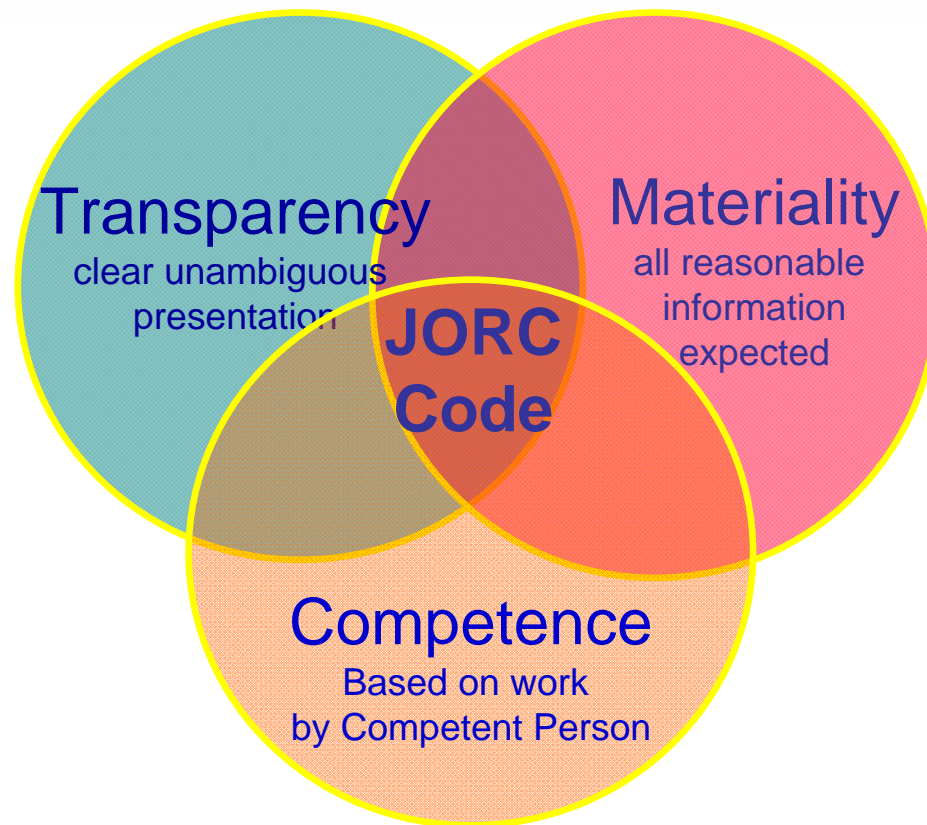 Transparency
clear unambiguous
presentation
Materiality
all reasonable
information
expected
JORC
Code
Competence
Based on work
by Competent Person